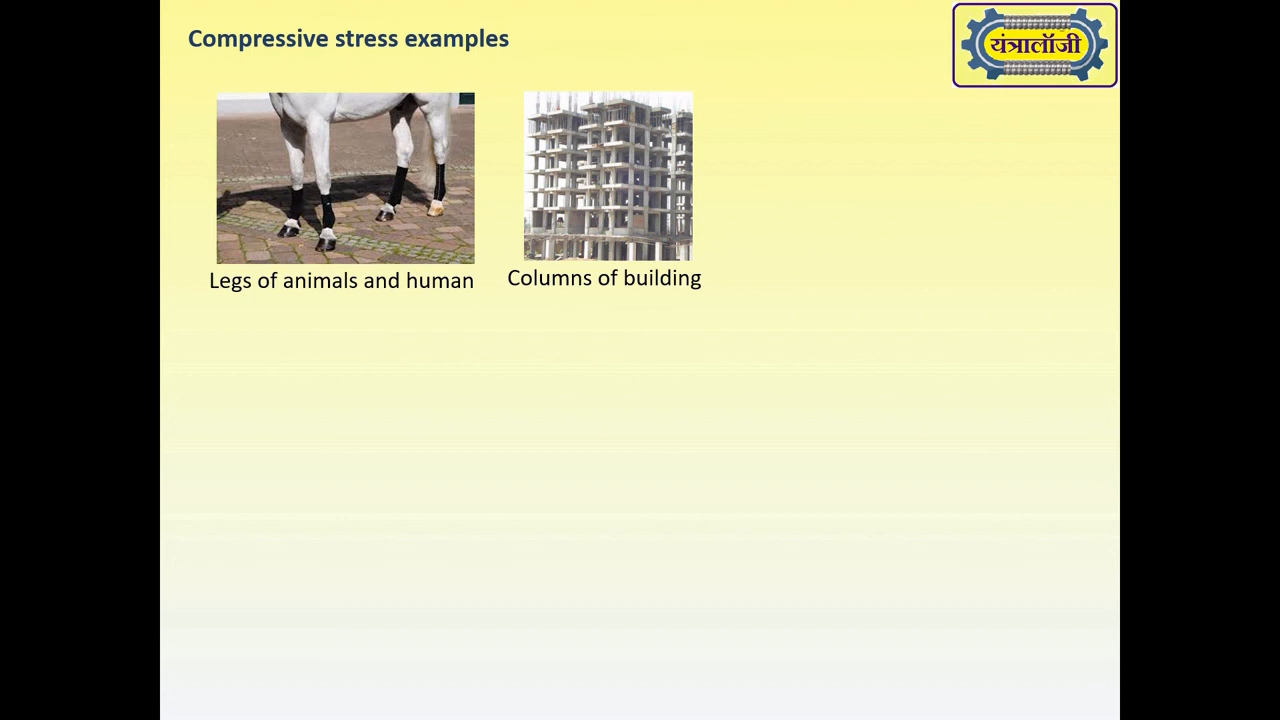 Compressive stress examples
यंत्रालॉजी
Legs of animals and human
Columns of building